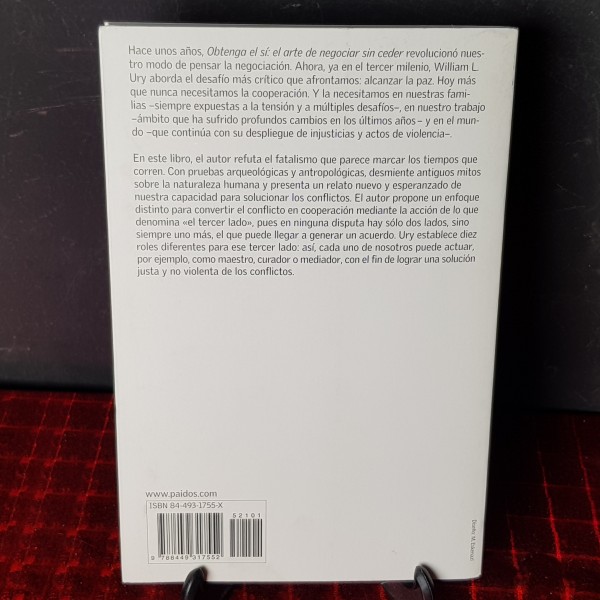 Hace unos años, Obtenga el sí: el arte de negociar sin ceder revolucionó nues-
tro modo de pensar la negociación. Ahora, ya en el tercer milenio, William L.
Ury aborda el desafío más crítico que afrontamos: alcanzar la paz. Hoy más
que nunca necesitamos la cooperación. Y la necesitamos en nuestras fami-
lias –siempre expuestas a la tensión y a múltiples desafíos–, en nuestro trabajo
–ámbito que ha sufrido profundos cambios en los últimos años– y en el mun-
do –que continúa con su despliegue de injusticias y actos de violencia–.
En este libro, el autor refuta el fatalismo que parece marcar los tiempos que
corren. Con pruebas arqueológicas y antropológicas, desmiente antiguos mitos
sobre la naturaleza humana y presenta un relato nuevo y esperanzado de
nuestra capacidad para solucionar los conflictos. El autor propone un enfoque
distinto para convertir el conflicto en cooperación mediante la acción de lo que
denomina «el tercer lado», pues en ninguna disputa hay sólo dos lados, sino
siempre uno más, el que puede llegar a generar un acuerdo. Ury establece diez
roles diferentes para ese tercer lado: así, cada uno de nosotros puede actuar,
por ejemplo, como maestro, curador o mediador, con el fin de lograr una solución
justa y no violenta de los conflictos.
www.paidos.com
ISBN 84-493-1755-X
52101
9 788449 317552
M. Eskenazi